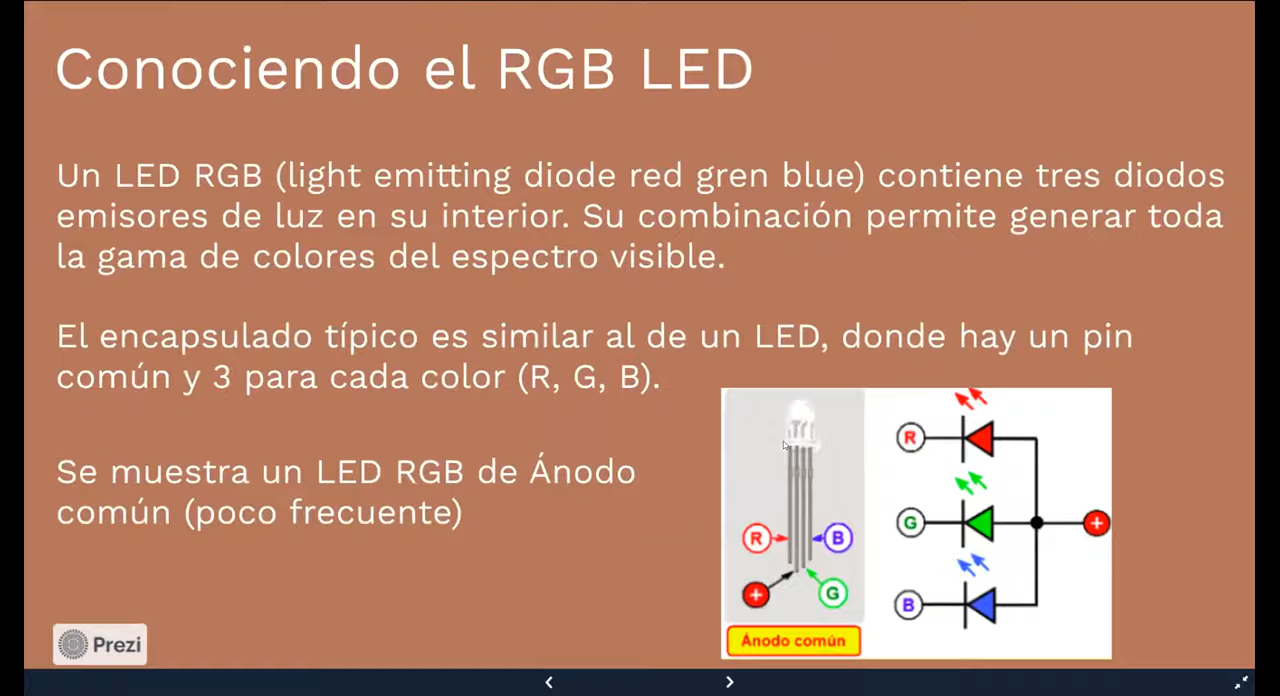 Conociendo el RGB LED
Un LED RGB (light emitting diode red gren blue) contiene tres diodos
emisores de luz en su interior. Su combinación permite generar toda
la gama de colores del espectro visible.
El encapsulado típico es similar al de un LED, donde hay un pin
común y 3 para cada color (R, G, B).
Se muestra un LED RGB de Ánodo
común (poco frecuente)
R
B
+
G
Ánodo común
R
G
+
B
Prezi